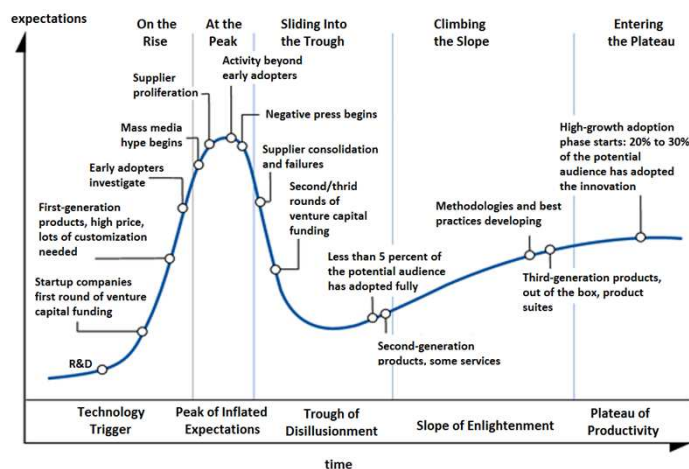 expectations
On the
Rise
At the
Peak
Sliding Into
the Trough
Climbing
the Slope
Entering
the Plateau
Activity beyond
early adopters
Supplier
proliferation
Negative press begins
Mass media
hype begins
Supplier consolidation
and failures
Early adopters
investigate
Second/thrid
rounds of
venture capital
funding
First-generation
products, high price,
lots of customization
needed
Startup companies
first round of venture
capital funding
R&D
Less than 5 percent of
the potential audience
has adopted fully
Second-generation
products, some services
Methodologies and best
practices developing
Third-generation products,
out of the box, product
suites
High-growth adoption
phase starts: 20% to 30%
of the potential
audience has adopted
the innovation
Technology
Trigger
Peak of Inflated
Expectations
Trough of
Disillusionment
Slope of Enlightenment
Plateau of
Productivity
time